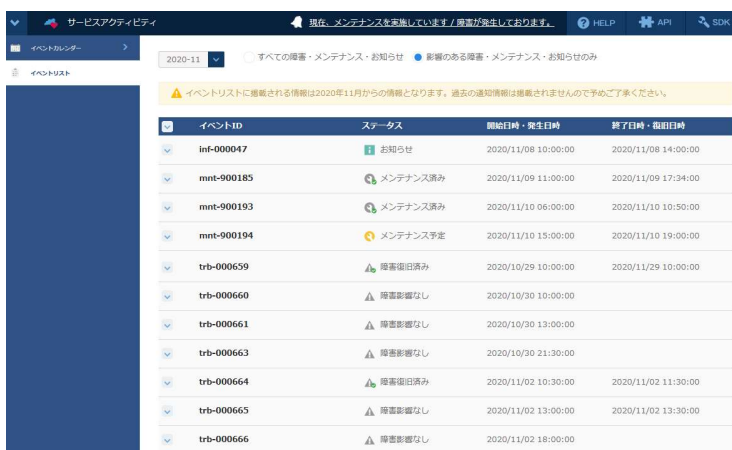 サービスアクティビティ
現在、メンテナンスを実施しています / 障害が発生しております。
HELP
API
SDK
イベントカレンダー
イベントリスト
2020-11
すべての障害・メンテナンス・お知らせ
影響のある障害・メンテナンス・お知らせのみ
イベントリストに掲載される情報は2020年11月からの情報となります。過去の通知情報は掲載されませんので予めご了承ください。
イベントID ステータス 開始日時・発生日時 終了日時・復旧日時
inf-000047 お知らせ 2020/11/08 10:00:00 2020/11/08 14:00:00
mnt-900185 メンテナンス済み 2020/11/09 11:00:00 2020/11/09 17:34:00
mnt-900193 メンテナンス済み 2020/11/10 06:00:00 2020/11/10 10:50:00
mnt-900194 メンテナンス予定 2020/11/10 15:00:00 2020/11/10 19:00:00
trb-000659 障害復旧済み 2020/10/29 10:00:00 2020/11/29 10:00:00
trb-000660 障害影響なし 2020/10/30 10:00:00
trb-000661 障害影響なし 2020/10/30 13:00:00
trb-000663 障害影響なし 2020/10/30 21:30:00
trb-000664 障害復旧済み 2020/11/02 10:30:00 2020/11/02 11:30:00
trb-000665 障害影響なし 2020/11/02 13:00:00 2020/11/02 13:30:00
trb-000666 障害影響なし 2020/11/02 18:00:00